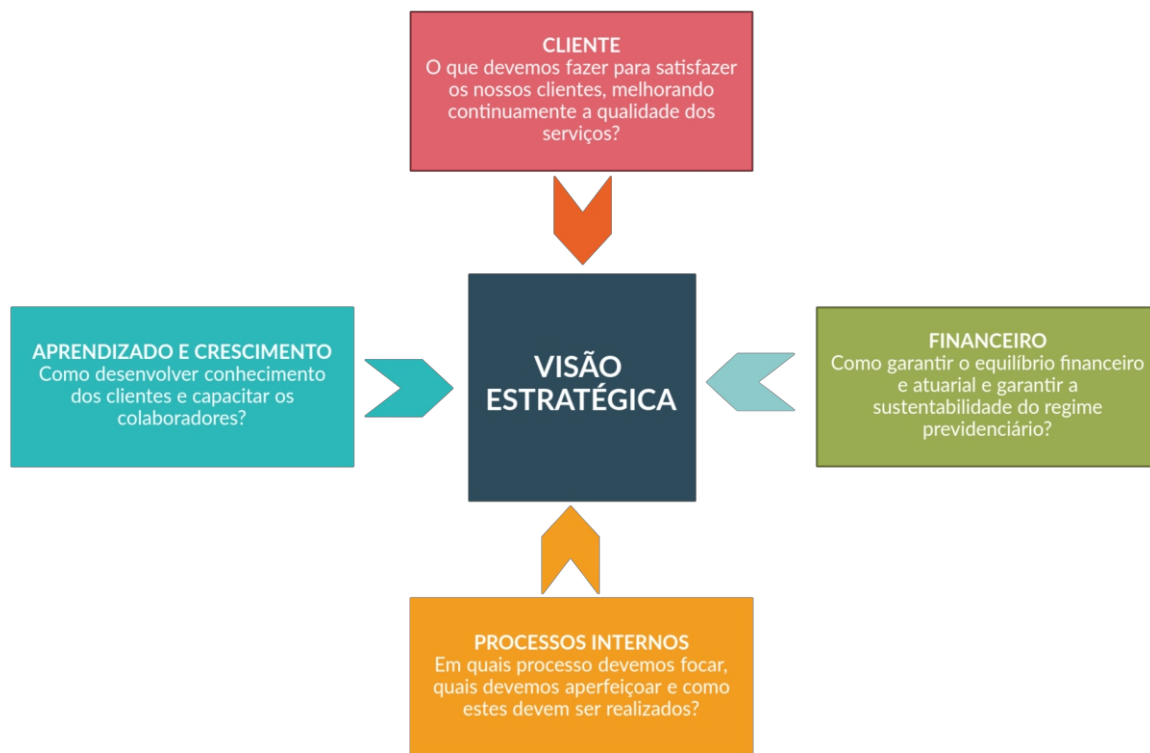 CLIENTE
O que devemos fazer para satisfazer
os nossos clientes, melhorando
continuamente a qualidade dos
serviços?
APRENDIZADO E CRESCIMENTO
Como desenvolver conhecimento
dos clientes e capacitar os
colaboradores?
VISÃO
ESTRATÉGICA
FINANCEIRO
Como garantir o equilíbrio financeiro
e atuarial e garantir a
sustentabilidade do regime
previdenciário?
PROCESSOS INTERNOS
Em quais processo devemos focar,
quais devemos aperfeiçoar e como
estes devem ser realizados?